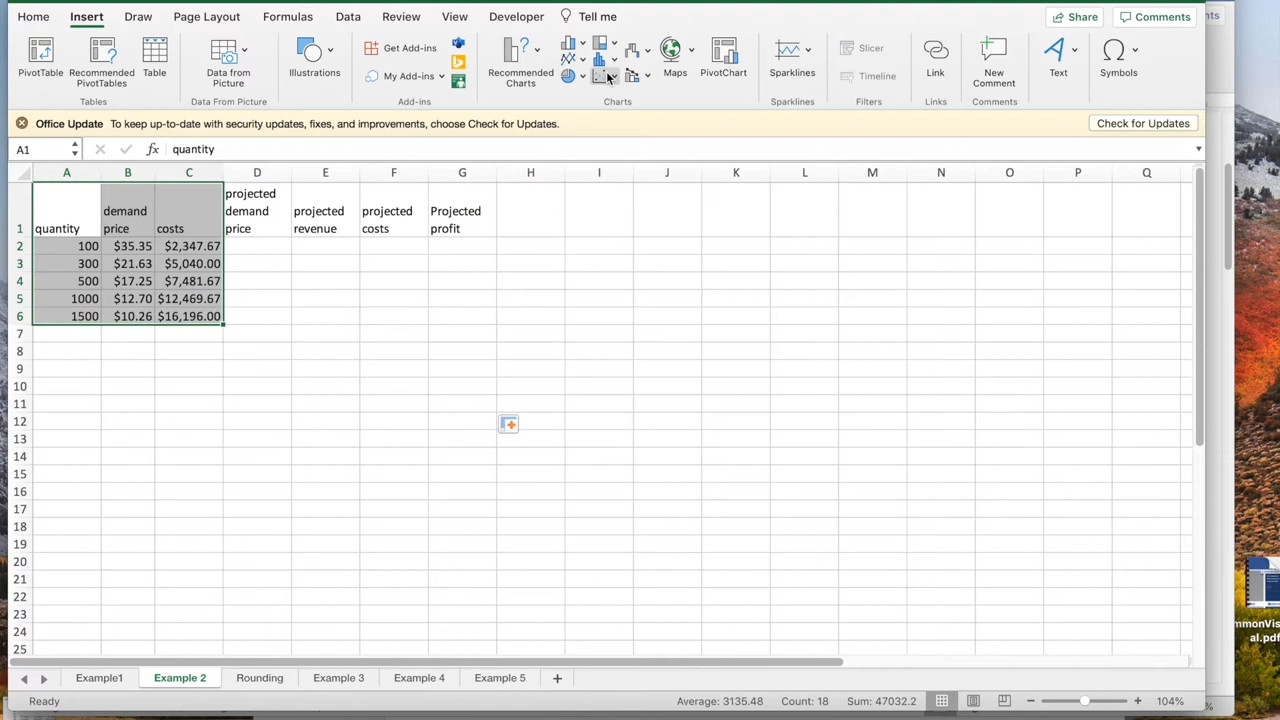 Home Insert Draw Page Layout Formulas Data Review View Developer Tell me Share Comments
PivotTable
Recommended
PivotTables
Table
Tables
Data from
Picture
Data From Picture
Illustrations
Get Add-ins
My Add-ins
Add-ins
Recommended
Charts
Maps
PivotChart
Charts
Sparklines
Sparklines
Slicer
Timeline
Filters
Link
Links
New
Comment
Comments
Text
Symbols
Office Update To keep up-to-date with security updates, fixes, and improvements, choose Check for Updates. Check for Updates
A1 fx quantity
A B C D E F G H I J K L M N O P Q
projected
demand demand projected projected Projected
1 quantity price costs price revenue costs profit
2 100 $35.35 $2,347.67
3 300 $21.63 $5,040.00
4 500 $17.25 $7,481.67
5 1000 $12.70 $12,469.67
6 1500 $10.26 $16,196.00
7
8
9
10
11
12
13
14
15
16
17
18
19
20
21
22
23
24
25
Example1 Example 2 Rounding Example 3 Example 4 Example 5 +
Ready Average: 3135.48 Count: 18 Sum: 47032.2 104%
nts
mmonVis
al.pdf
%